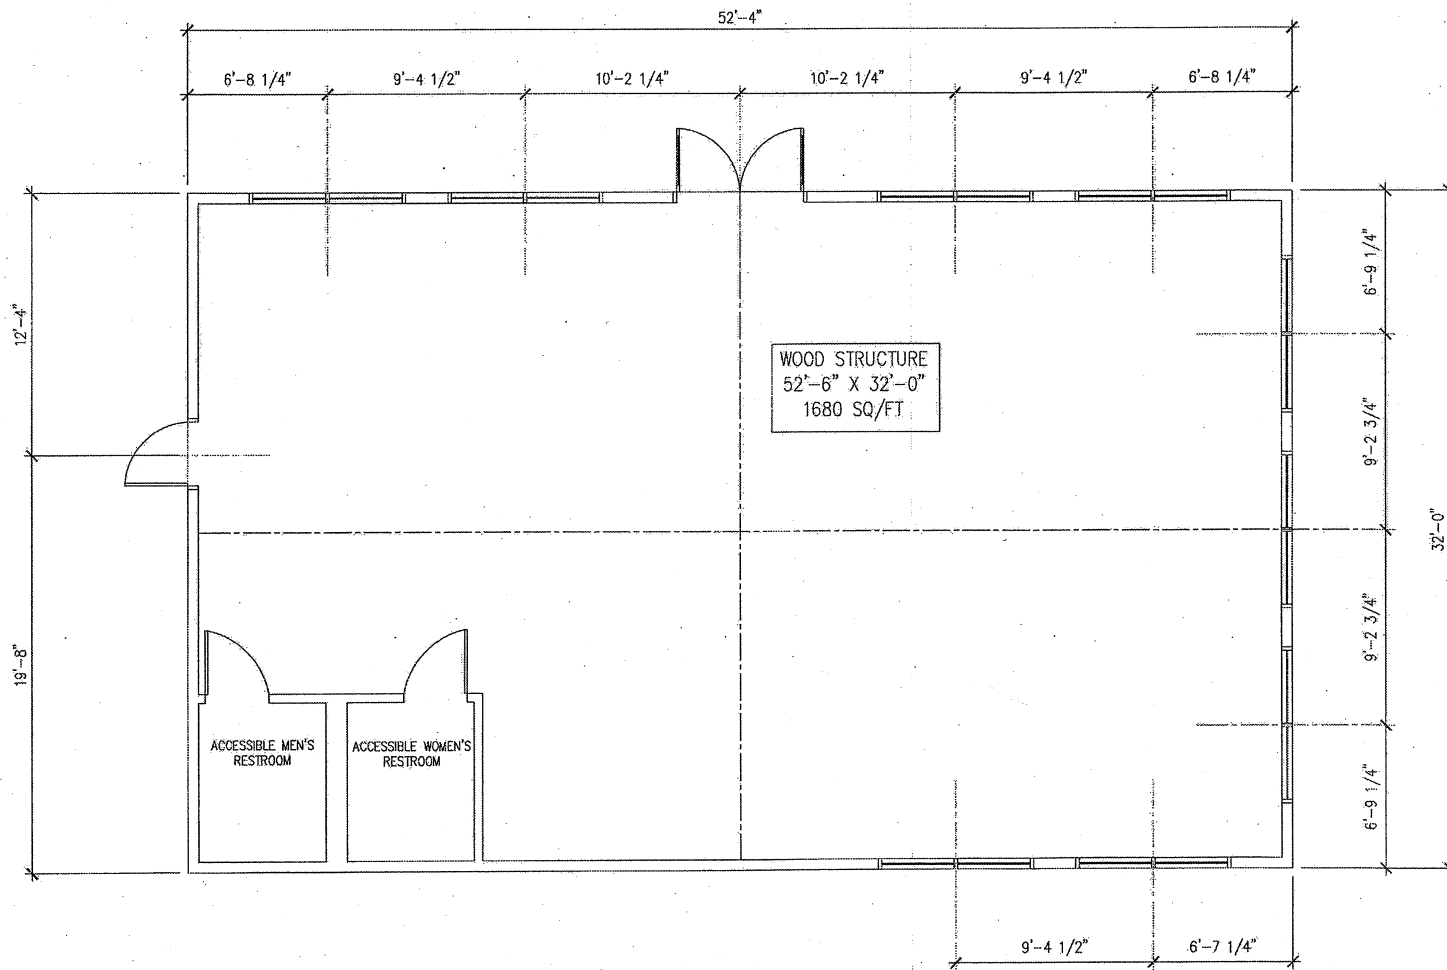 52'-4"
6'-8 1/4"
9'-4 1/2"
10'-2 1/4"
10'-2 1/4"
9'-4 1/2"
6'-8 1/4"
12'-4"
19'-8"
WOOD STRUCTURE
52'-6" X 32'-0"
1680 SQ/FT
6'-9 1/4"
9'-2 3/4"
9'-2 3/4"
6'-9 1/4"
32'-0"
ACCESSIBLE MEN'S
RESTROOM
ACCESSIBLE WOMEN'S
RESTROOM
9'-4 1/2"
6'-7 1/4"